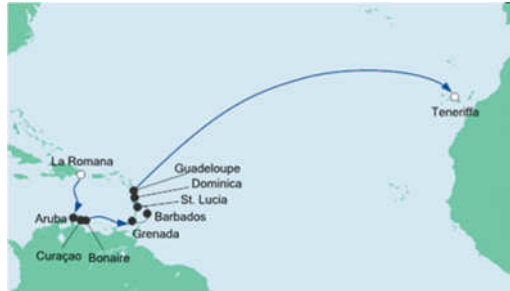 Teneriffa
La Romana
Guadeloupe
Dominica
St. Lucia
Aruba
Barbados
Grenada
Curaçao
Bonaire